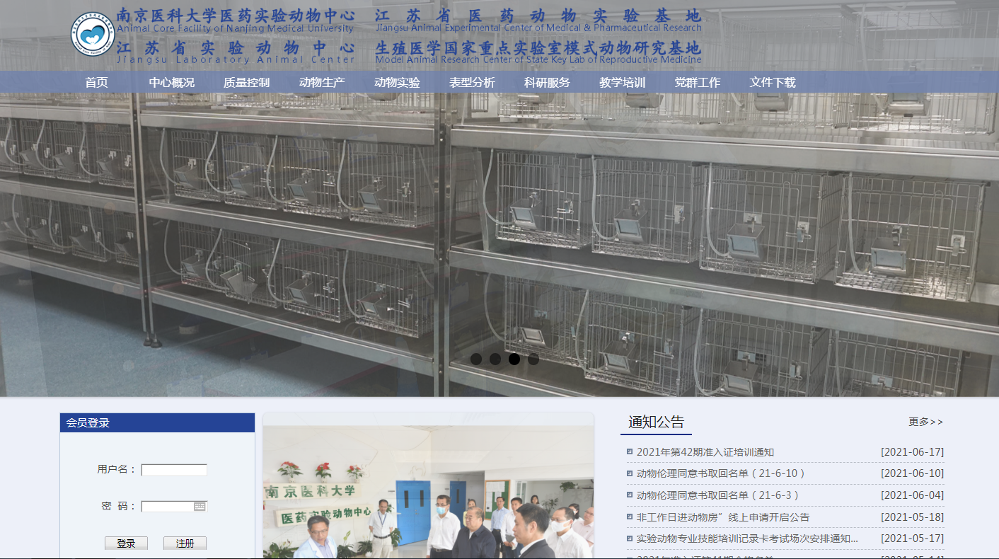 南京医科大学医药实验动物中心
Animal Core Facility of Nanjing Medical University
江苏省实验动物中心
Jiangsu Laboratory Animal Center
江苏省医药动物实验基地
Jiangsu Animal Experimental Center of Medical & Pharmaceutical Research
生殖医学国家重点实验室模式动物研究基地
Model Animal Research Center of State Key Lab of Reproductive Medicine
首页 中心概况 质量控制 动物生产 动物实验 表型分析 科研服务 教学培训 党群工作 文件下载
会员登录
用户名：
密 码：
登录 注册
南京医科大学
医药实验动物中心
通知公告 更多>>
2021年第42期准入证培训通知 [2021-06-17]
动物伦理同意书取回名单（21-6-10） [2021-06-10]
动物伦理同意书取回名单（21-6-3） [2021-06-04]
非工作日进动物房”线上申请开启公告 [2021-05-18]
实验动物专业技能培训记录卡考试场次安排通知... [2021-05-17]